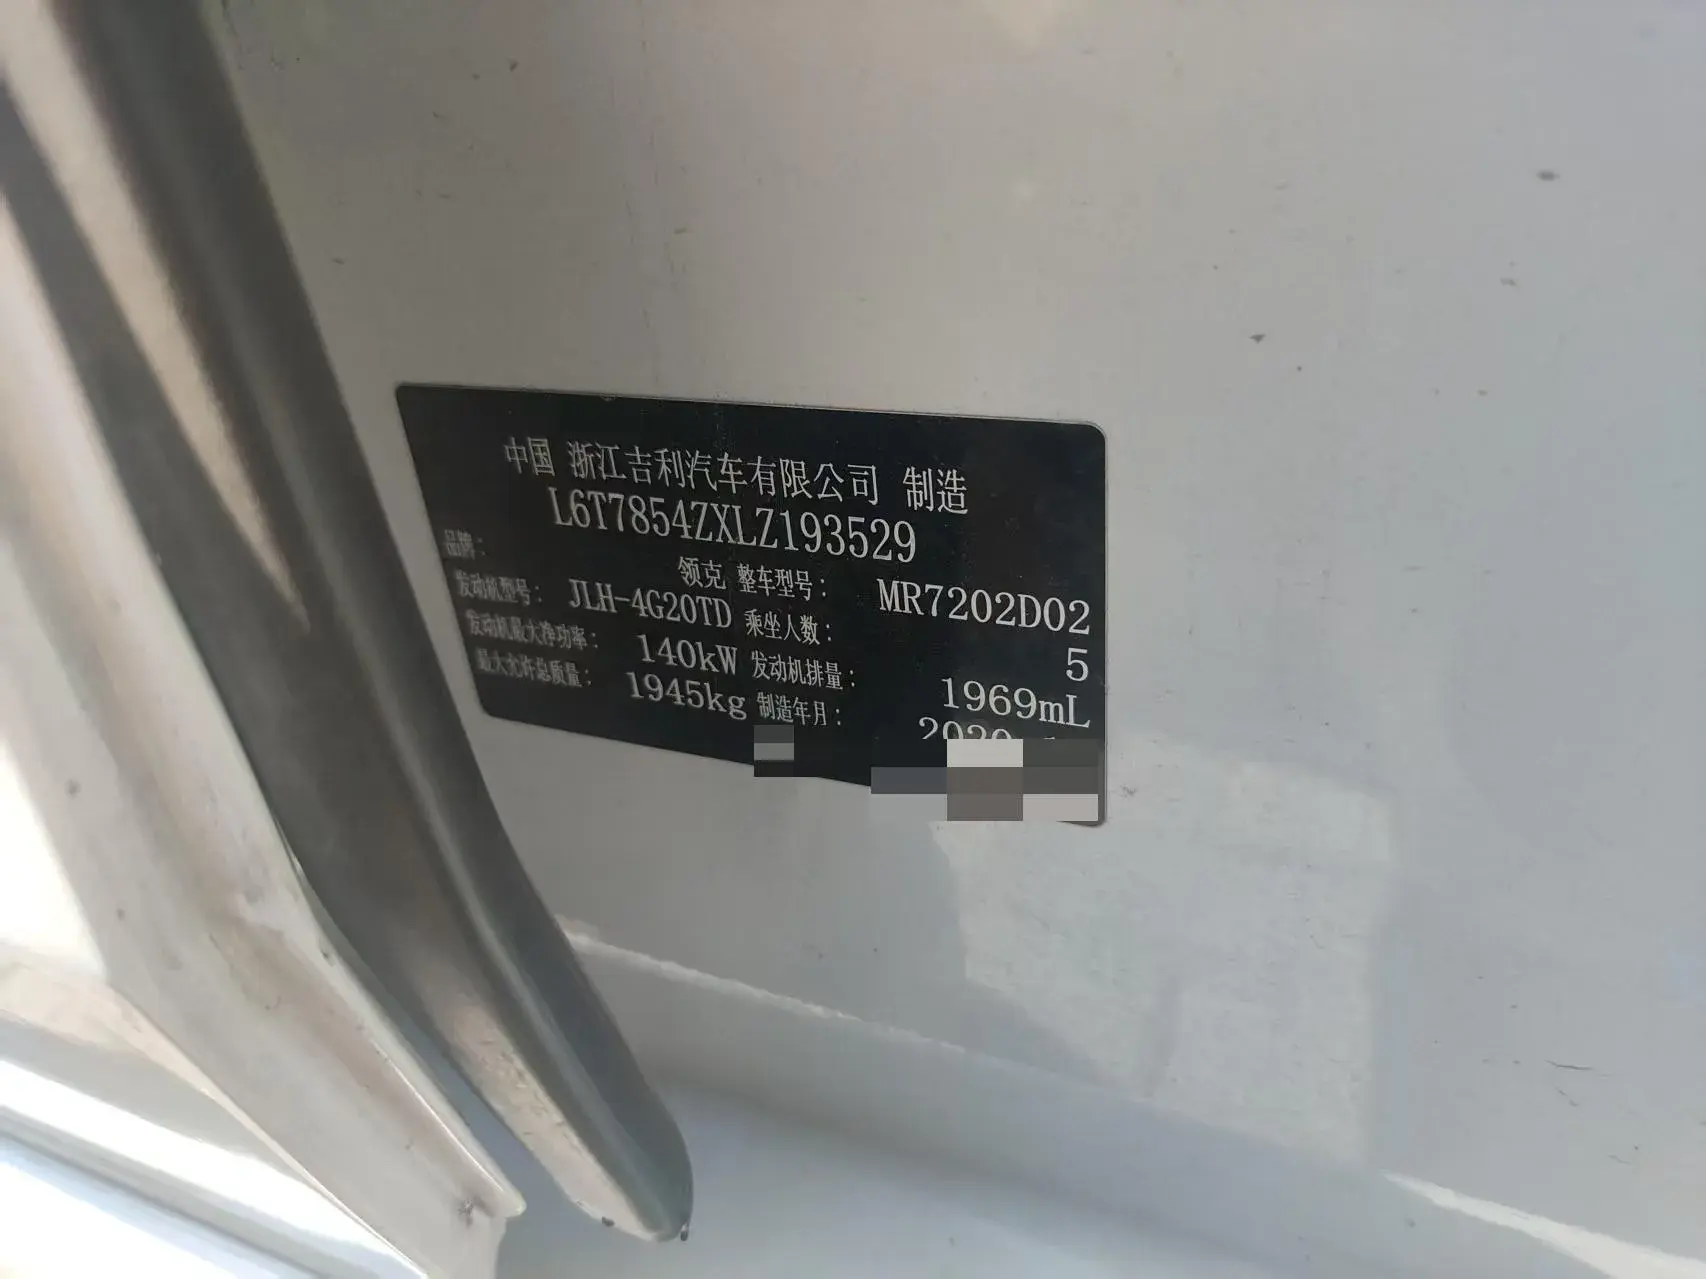 中国 浙江吉利汽车有限公司 制造
L6T7854ZXLZ193529
品牌： 领克 整车型号： MR7202D02
发动机型号： JLH-4G20TD 乘坐人数： 5
发动机最大净功率： 140kW 发动机排量： 1969mL
最大允许总质量： 1945kg 制造年月： 2020